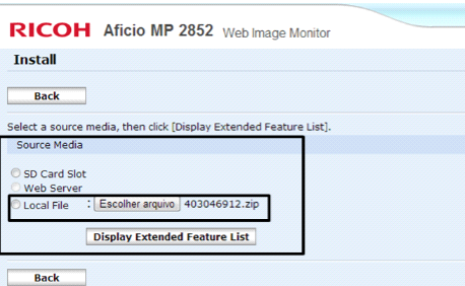 RICOH Aficio MP 2852 Web Image Monitor
Install
Back
Select a source media, then click [Display Extended Feature List].
Source Media
SD Card Slot
Web Server
Local File : Escolher arquivo 403046912.zip
Display Extended Feature List
Back